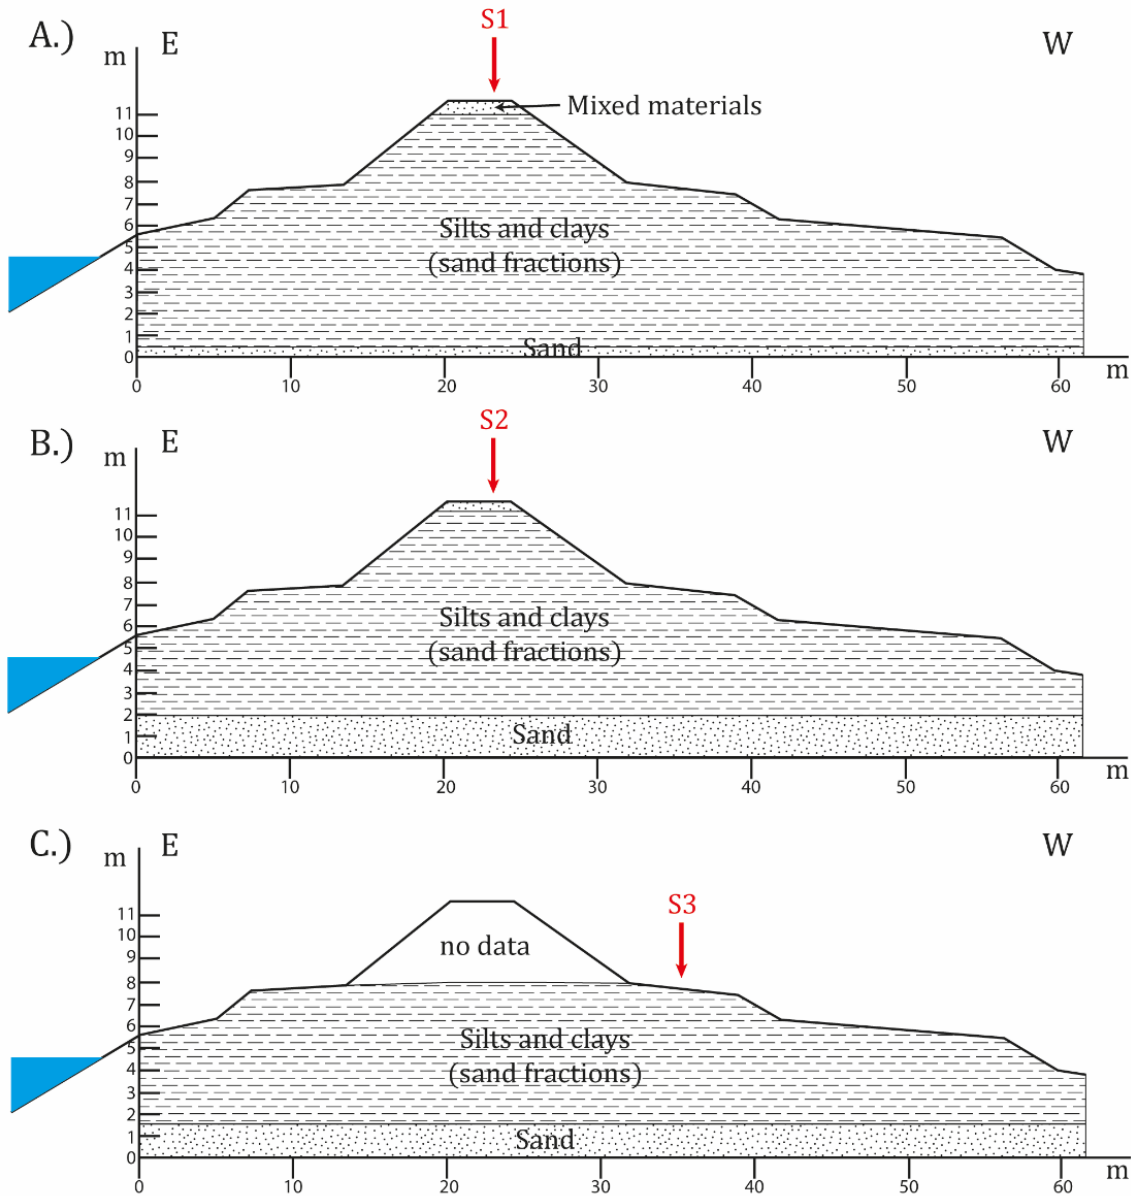 A.)
m
E
S1
W
Mixed materials
11
10
9
8
7
6
5
4
3
2
1
0
Silts and clays
(sand fractions)
Sand
0 10 20 30 40 50 60
m
B.)
m
E
S2
W
11
10
9
8
7
6
5
4
3
2
1
0
Silts and clays
(sand fractions)
Sand
0 10 20 30 40 50 60
m
C.)
m
E
W
S3
11
10
9
8
7
6
5
4
3
2
1
0
no data
Silts and clays
(sand fractions)
Sand
0 10 20 30 40 50 60
m